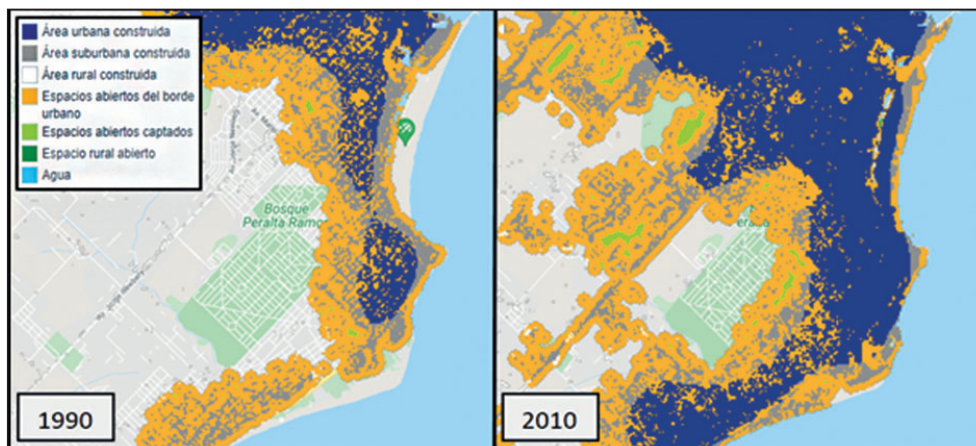 Área urbana construida
Área suburbana construida
Área rural construida
Espacios abiertos del borde
urbano
Espacios abiertos captados
Espacio rural abierto
Agua
Bosque
Peralta Ramo
1990
2010